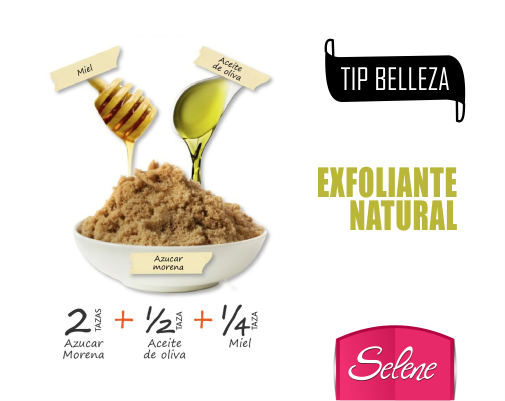 Miel
Aceite
de oliva
TIP BELLEZA
EXFOLIANTE
NATURAL
Azucar
morena
2 TAZAS + 1/2 TAZA + 1/4 TAZA
Azucar Morena
Aceite de oliva
Miel
Selene